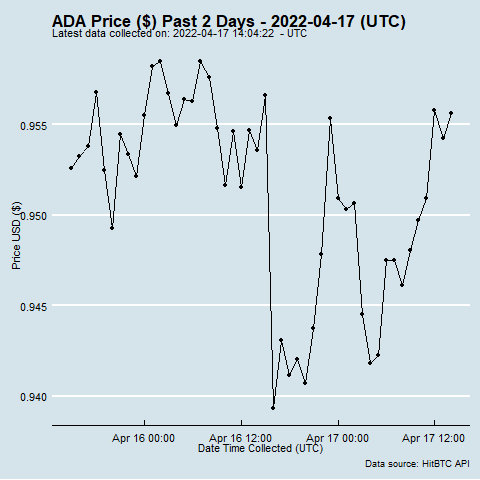 ADA Price ($) Past 2 Days - 2022-04-17 (UTC)
Latest data collected on: 2022-04-17 14:04:22 - UTC
0.955
0.950
0.945
0.940
Price USD ($)
Apr 16 00:00 Apr 16 12:00 Apr 17 00:00 Apr 17 12:00
Date Time Collected (UTC)
Data source: HitBTC API